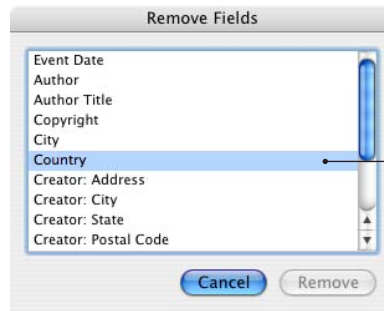 Remove Fields
Event Date
Author
Author Title
Copyright
City
Country
Creator: Address
Creator: City
Creator: State
Creator: Postal Code
Cancel Remove